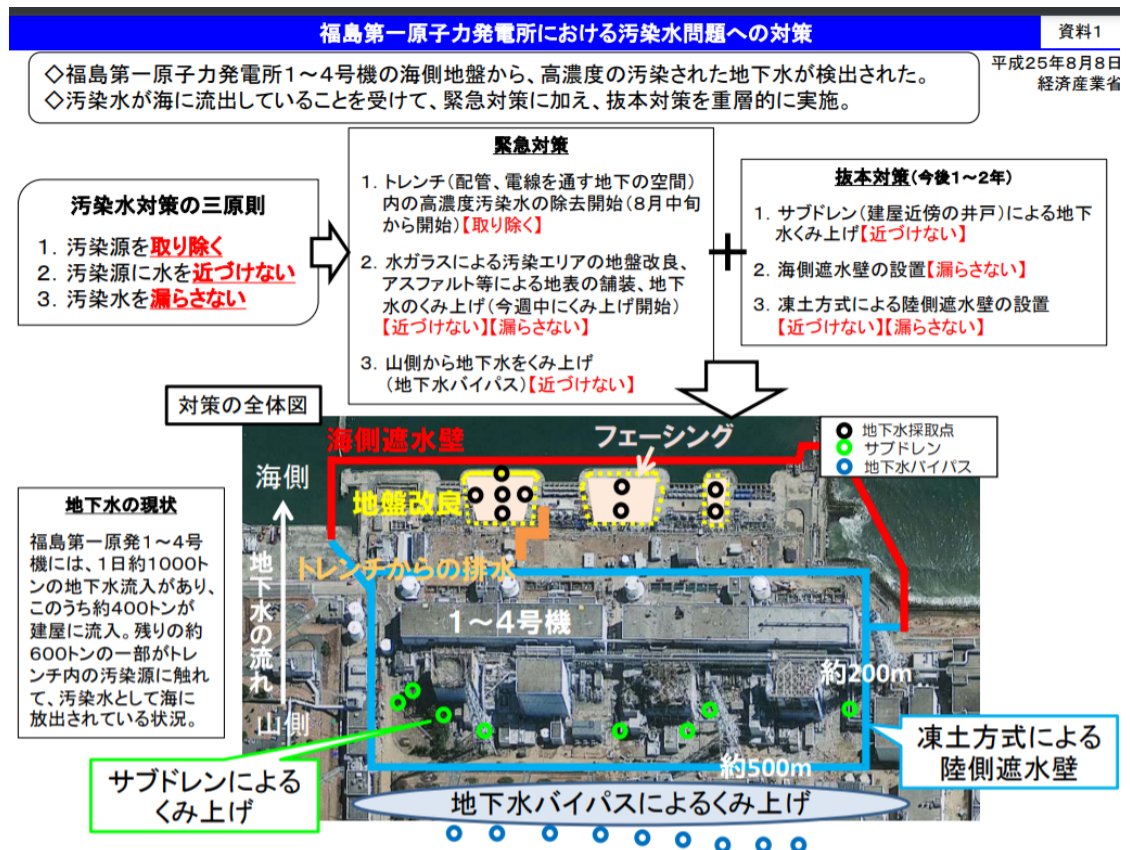 福島第一原子力発電所における汚染水問題への対策
資料1
平成25年8月8日
経済産業省
◇福島第一原子力発電所1～4号機の海側地盤から、高濃度の汚染された地下水が検出された。
◇汚染水が海に流出していることを受けて、緊急対策に加え、抜本対策を重層的に実施。
汚染水対策の三原則
1. 汚染源を取り除く
2. 汚染源に水を近づけない
3. 汚染水を漏らさない
緊急対策
1. トレンチ(配管、電線を通す地下の空間)
内の高濃度汚染水の除去開始(8月中旬
から開始)【取り除く】
2. 水ガラスによる汚染エリアの地盤改良、
アスファルト等による地表の舗装、地下
水のくみ上げ(今週中にくみ上げ開始)
【近づけない】【漏らさない】
3. 山側から地下水をくみ上げ
(地下水バイパス)【近づけない】
抜本対策(今後1～2年)
1. サブドレン(建屋近傍の井戸)による地下
水くみ上げ【近づけない】
2. 海側遮水壁の設置【漏らさない】
3. 凍土方式による陸側遮水壁の設置
【近づけない】【漏らさない】
対策の全体図
地下水採取点
サブドレン
地下水バイパス
海側遮水壁
フェーシング
海側
地盤改良
地下水の現状
福島第一原発1～4号
機には、1日約1000ト
ンの地下水流入があり、
このうち約400トンが
建屋に流入。残りの約
600トンの一部がトレ
ンチ内の汚染源に触れ
て、汚染水として海に
放出されている状況。
地下水の流れ
トレンチからの排水
1～4号機
約200m
山側
凍土方式による
陸側遮水壁
約500m
サブドレンによる
くみ上げ
地下水バイパスによるくみ上げ